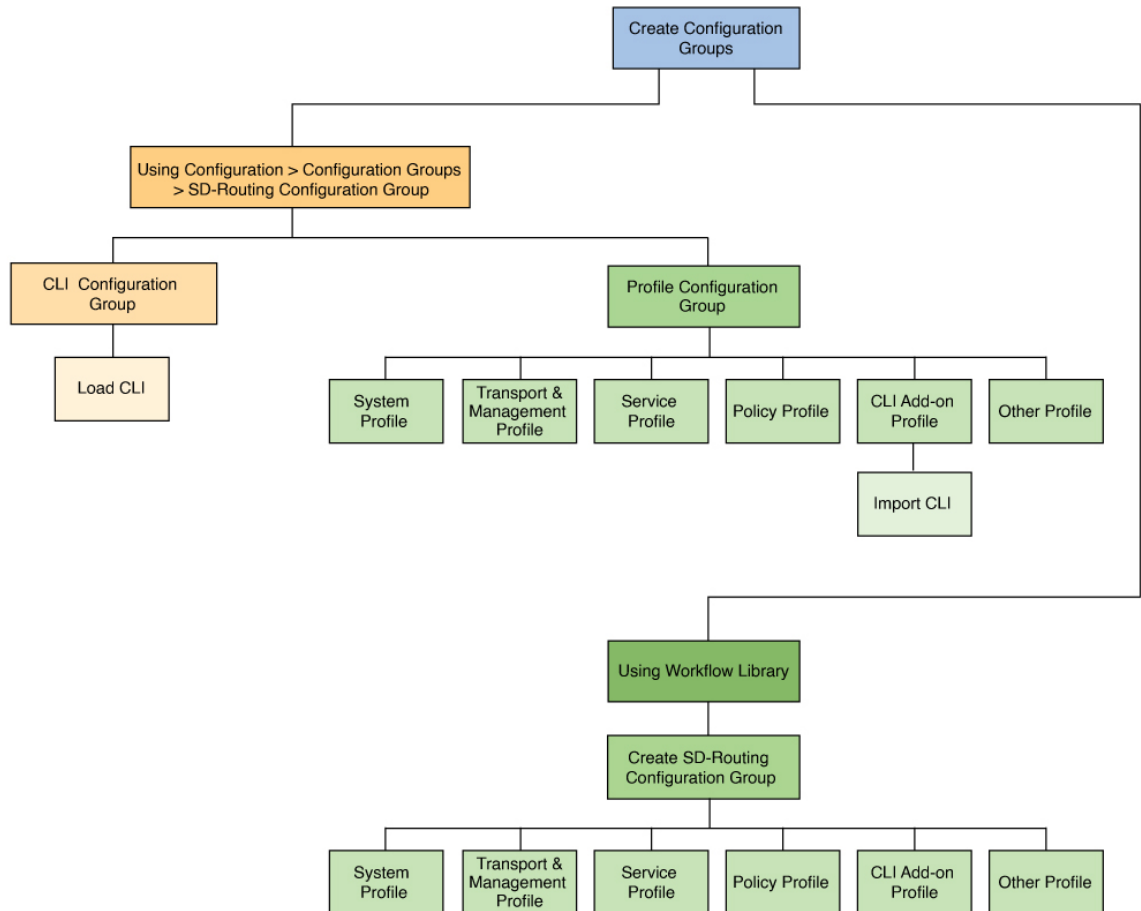 Create Configuration
Groups
Using Configuration > Configuration Groups
> SD-Routing Configuration Group
CLI Configuration
Group
Profile Configuration
Group
Load CLI
System
Profile
Transport &
Management
Profile
Service
Profile
Policy Profile
CLI Add-on
Profile
Other Profile
Import CLI
Using Workflow Library
Create SD-Routing
Configuration Group
System
Profile
Transport &
Management
Profile
Service
Profile
Policy Profile
CLI Add-on
Profile
Other Profile